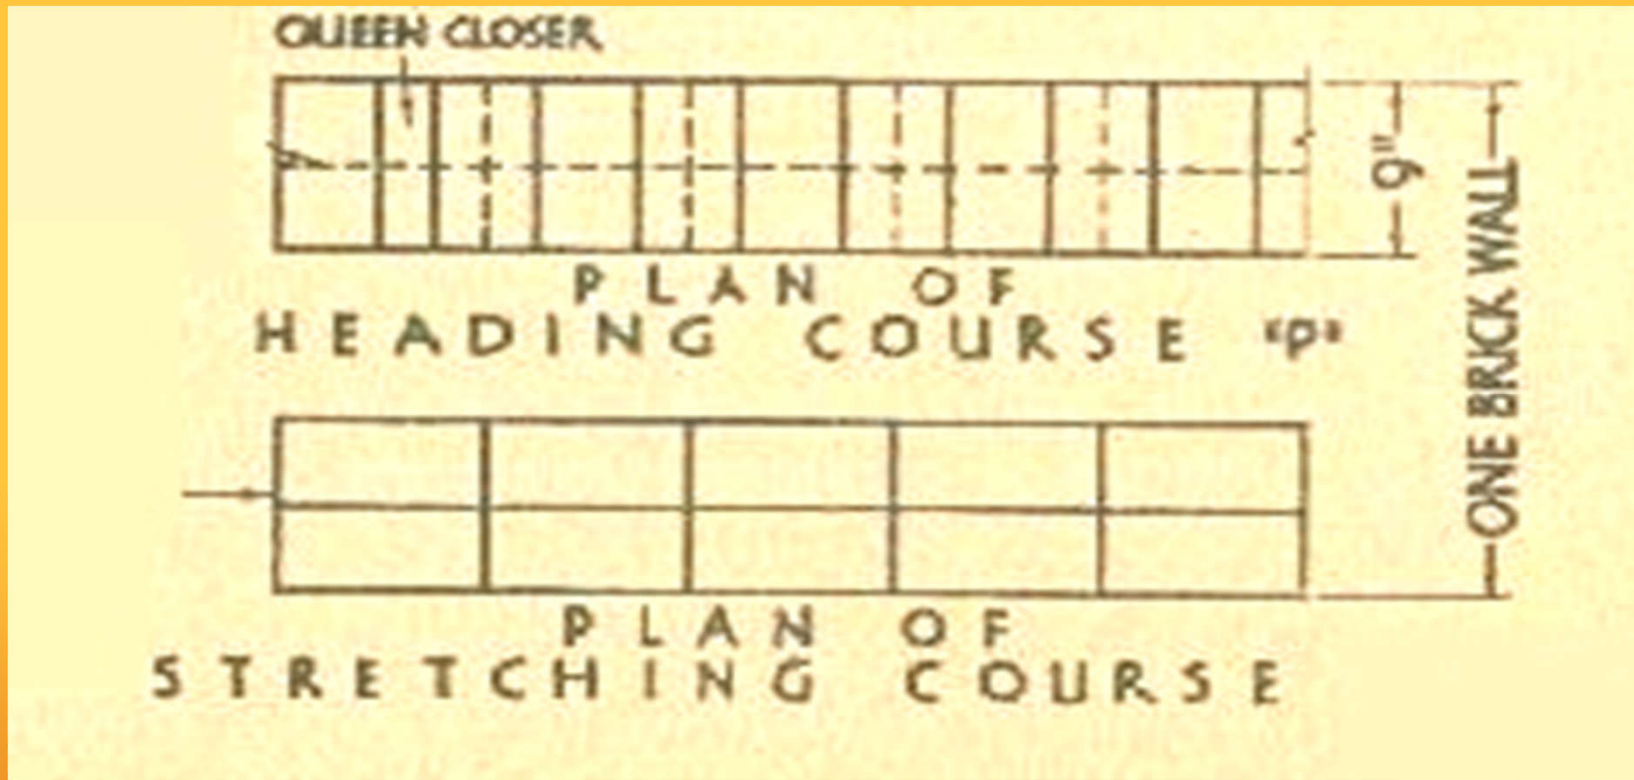 QUEEN CLOSER
9"
ONE BRICK WALL
PLAN OF
HEADING COURSE "P"
PLAN OF
STRETCHING COURSE